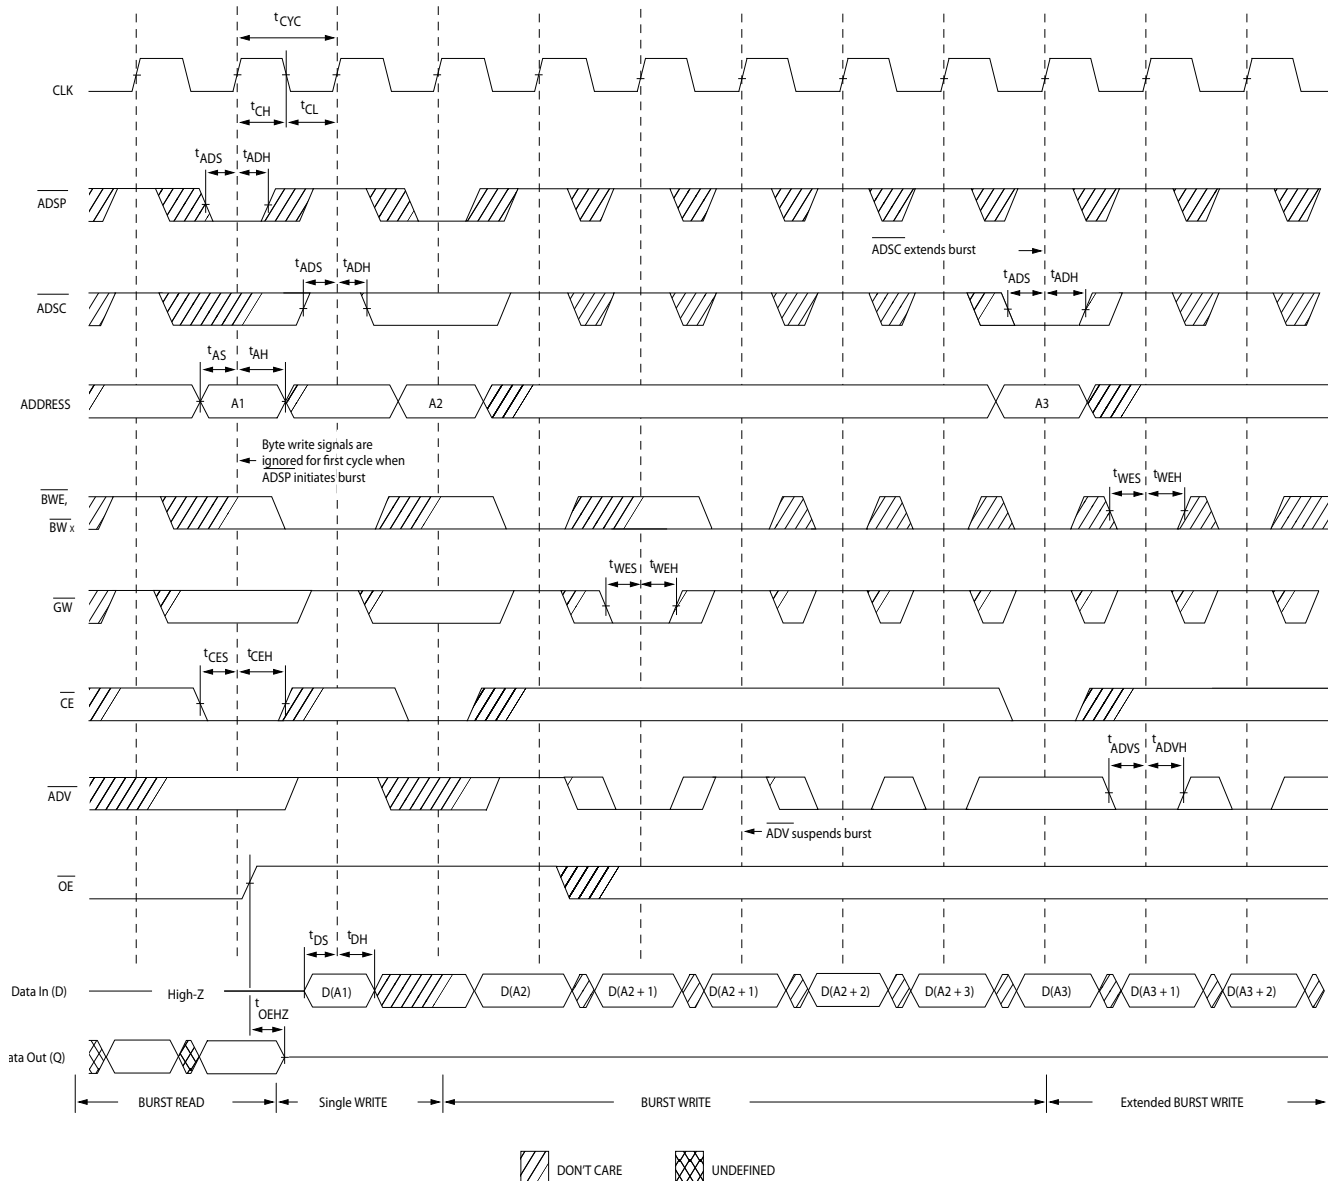 tCYC
CLK
tCH
tCL
tADS
tADH
ADSP
ADSC extends burst
tADS
tADH
tADS
tADH
ADSC
tAS
tAH
ADDRESS
A1
A2
A3
Byte write signals are
ignored for first cycle when
ADSP initiates burst
BWE,
BW x
tWES
tWEH
tWES
tWEH
GW
tCES
tCEH
CE
tADVS
tADVH
ADV
ADV suspends burst
OE
tDS
tDH
Data In (D)
High-Z
D(A1)
D(A2)
D(A2 + 1)
D(A2 + 1)
D(A2 + 2)
D(A2 + 3)
D(A3)
D(A3 + 1)
D(A3 + 2)
tOEHZ
ata Out (Q)
BURST READ
Single WRITE
BURST WRITE
Extended BURST WRITE
DON'T CARE
UNDEFINED